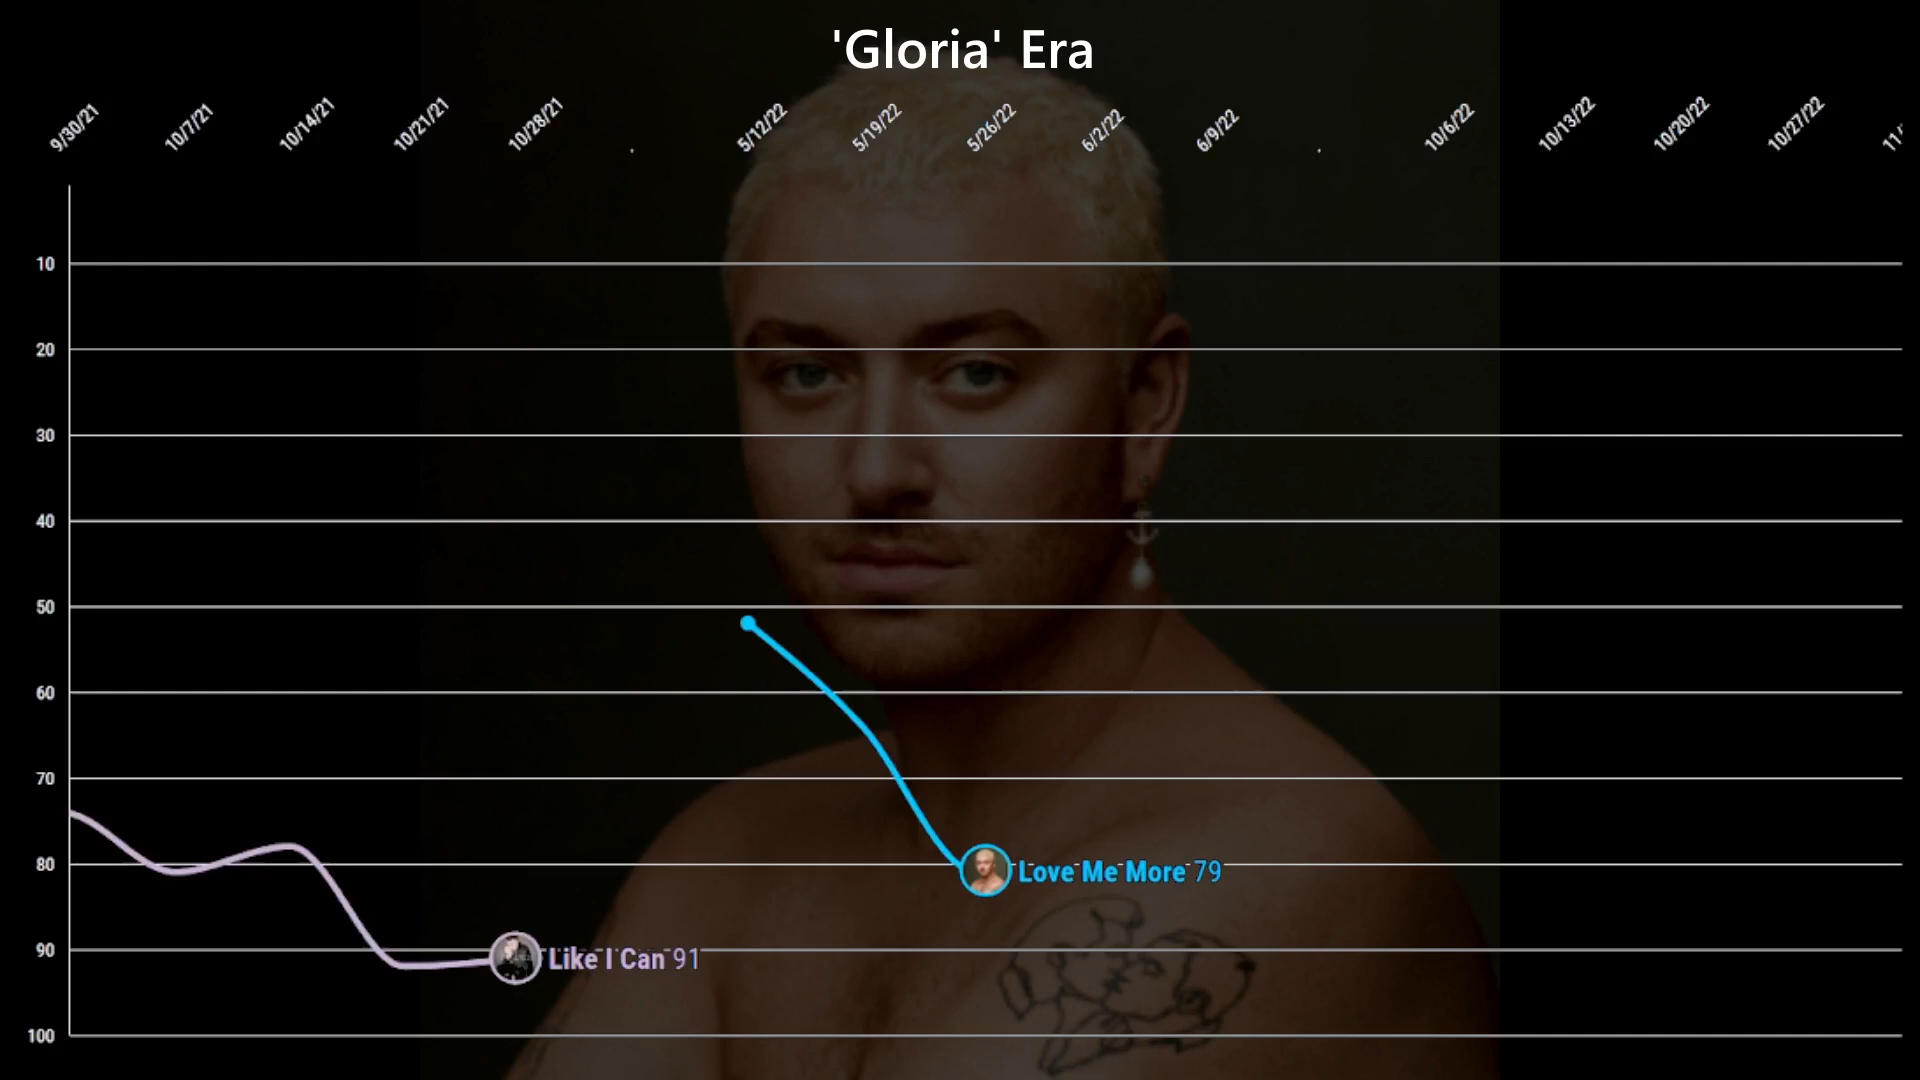 'Gloria' Era
9/30/21 10/7/21 10/14/21 10/21/21 10/28/21 . 5/12/22 5/19/22 5/26/22 6/2/22 6/9/22 . 10/6/22 10/13/22 10/20/22 10/27/22
10
20
30
40
50
60
70
80
Love Me More 79
90
Like I Can 91
100